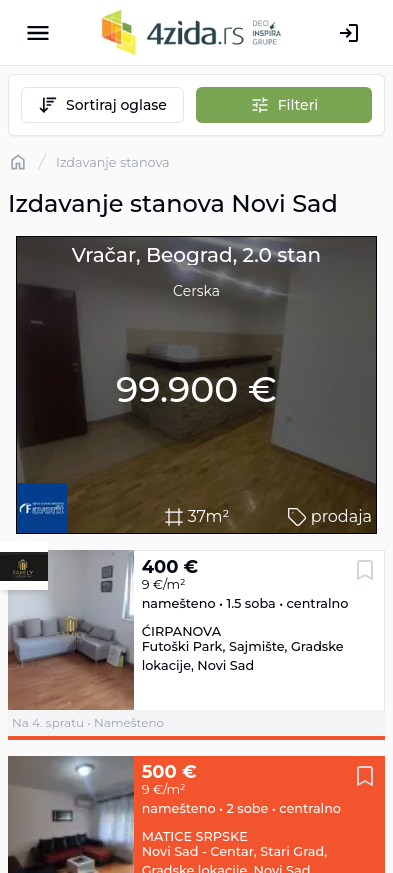 4zida.rs DEO INSPIRA GRUPE
Sortiraj oglase
Filteri
Izdavanje stanova
Izdavanje stanova Novi Sad
Vračar, Beograd, 2.0 stan
Cerska
99.900 €
Favorit
37m²
prodaja
FAMILY
400 €
9 €/m²
namešteno • 1.5 soba • centralno
ĆIRPANOVA
Futoški Park, Sajmište, Gradske
lokacije, Novi Sad
FAMILY
Na 4. spratu • Namešteno
500 €
9 €/m²
namešteno • 2 sobe • centralno
MATICE SRPSKE
Novi Sad - Centar, Stari Grad,
Gradske lokacije, Novi Sad